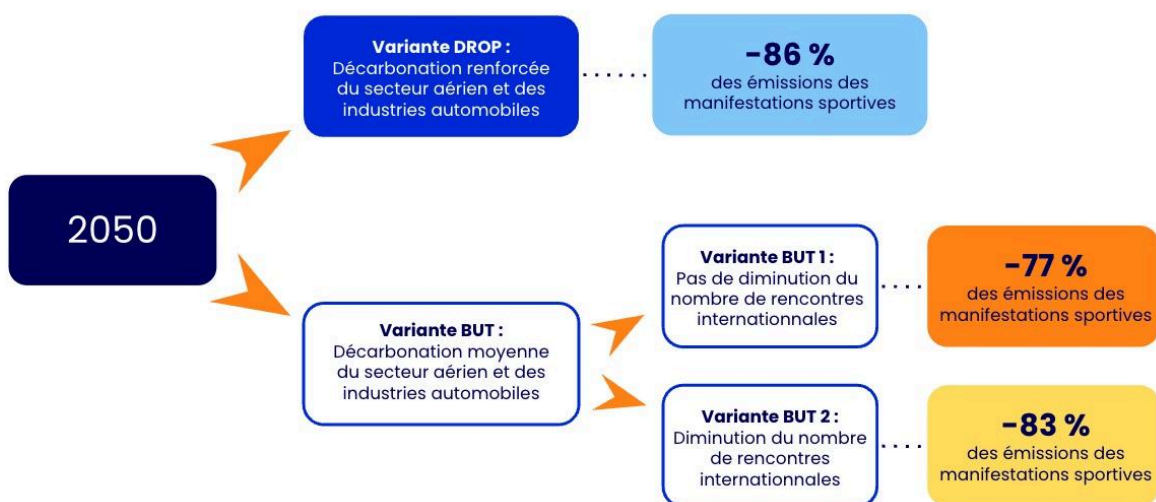 Variante DROP :
Décarbonation renforcée
du secteur aérien et des
industries automobiles
-86 %
des émissions des
manifestations sportives
2050
Variante BUT :
Décarbonation moyenne
du secteur aérien et des
industries automobiles
Variante BUT 1 :
Pas de diminution du
nombre de rencontres
internationnales
-77 %
des émissions des
manifestations sportives
Variante BUT 2 :
Diminution du nombre
de rencontres
internationnales
-83 %
des émissions des
manifestations sportives